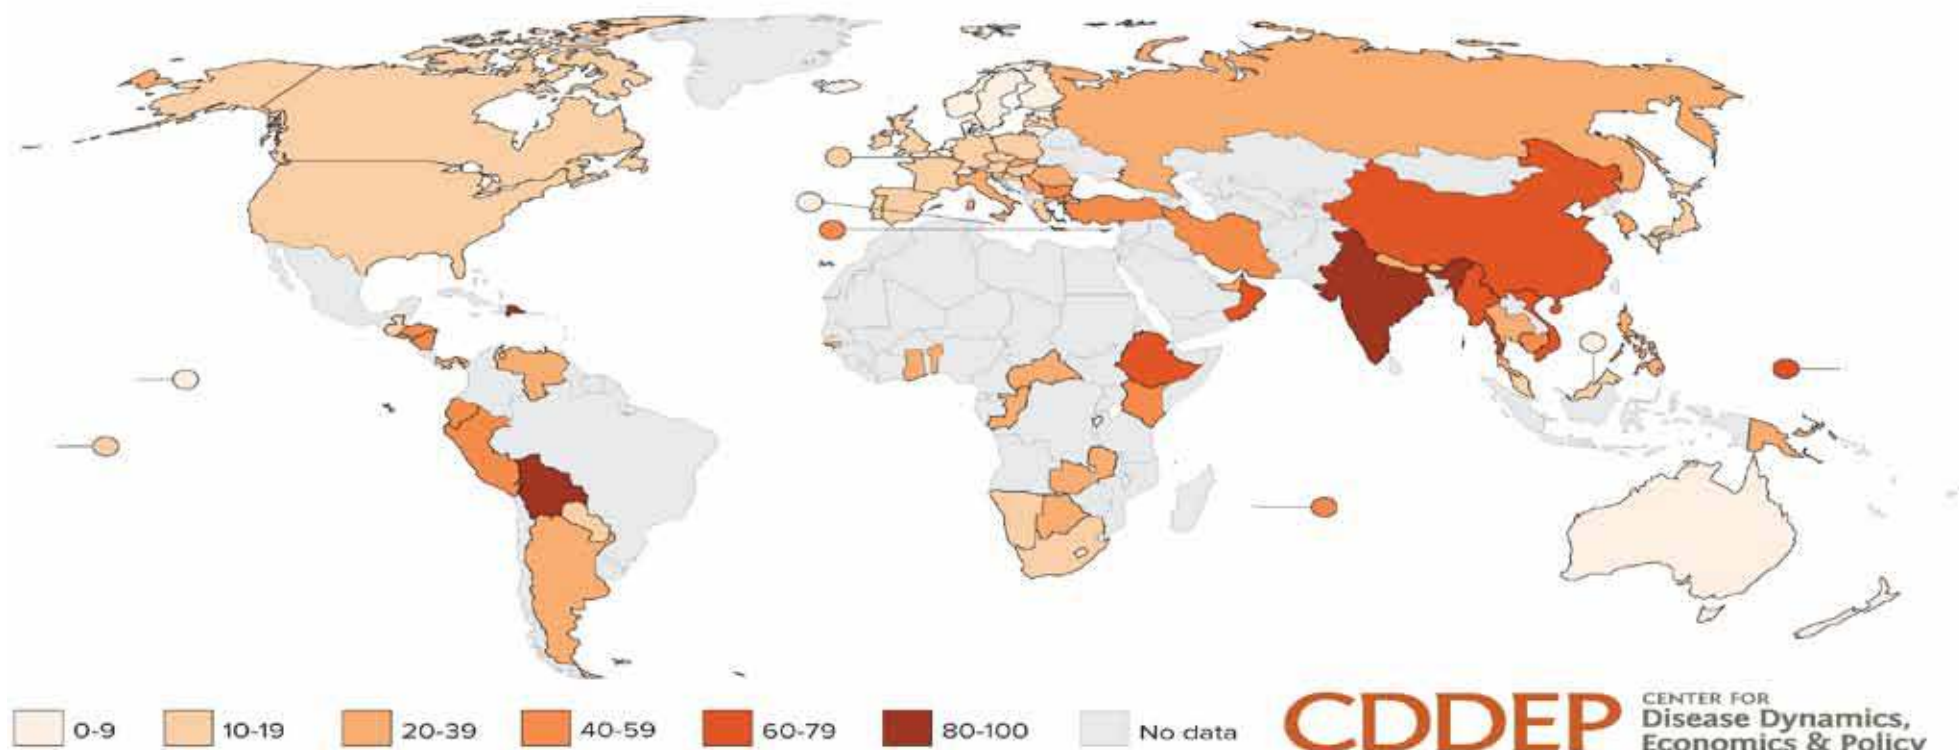 0-9
10-19
20-39
40-59
60-79
80-100
No data
CDDEP
CENTER FOR
Disease Dynamics,
Economics & Policy